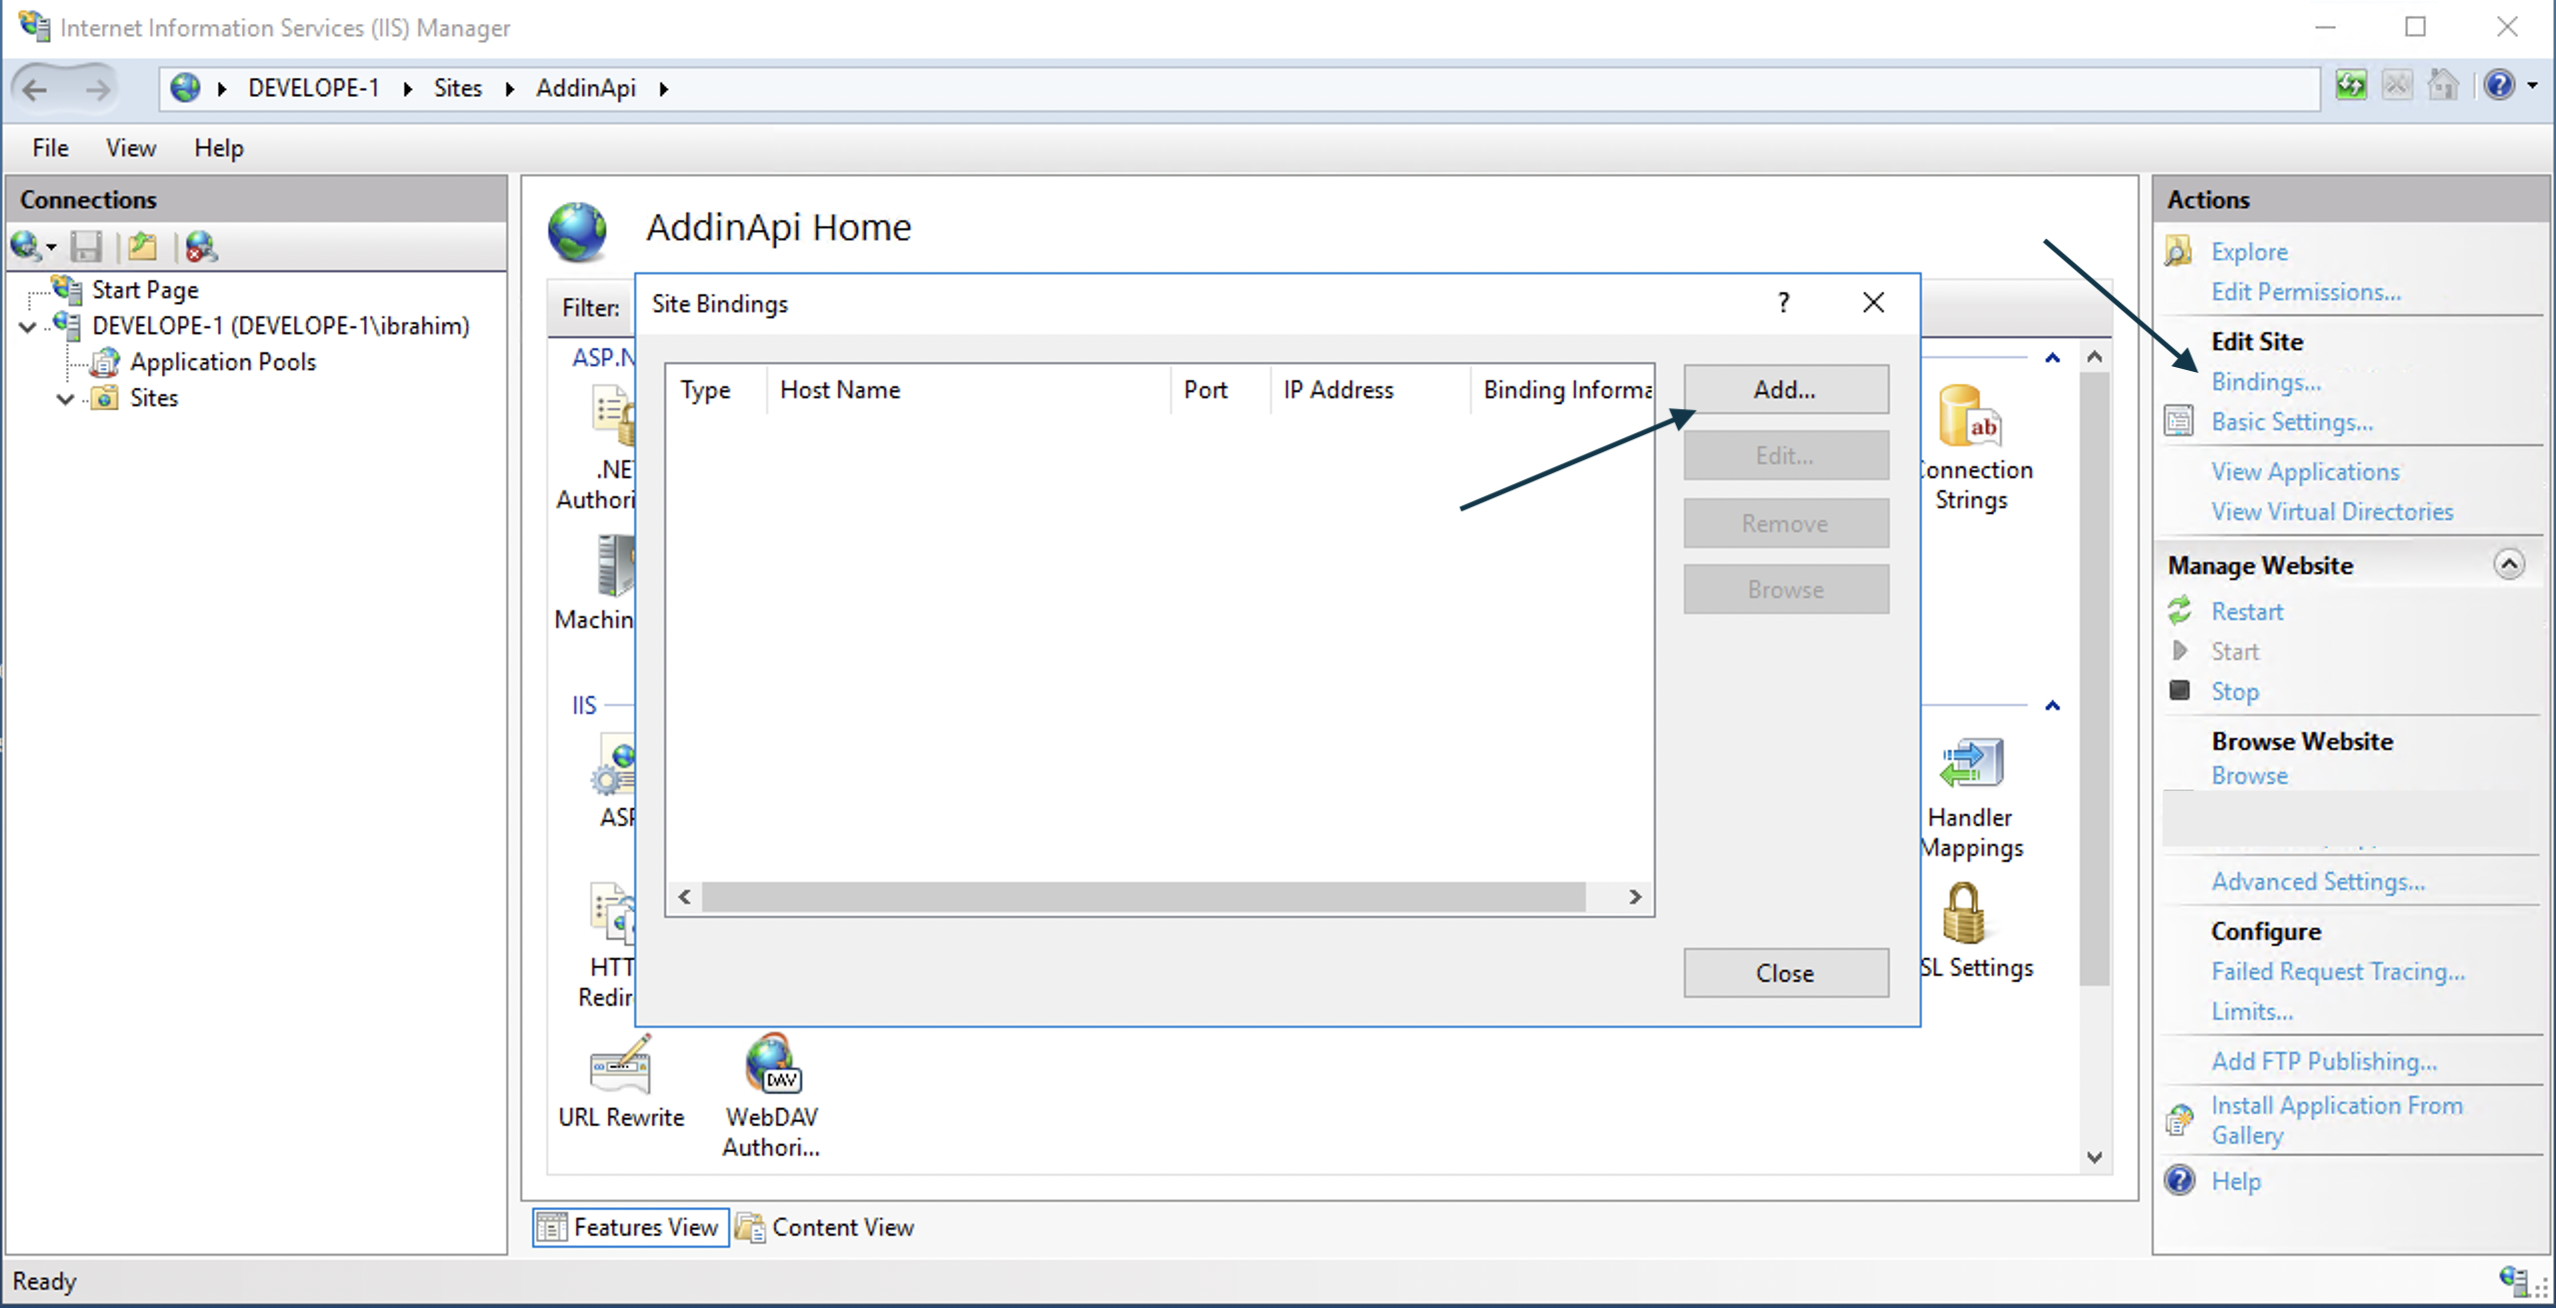 Internet Information Services (IIS) Manager
DEVELOPE-1
Sites
AddinApi
File View Help
Connections
Start Page
DEVELOPE-1 (DEVELOPE-1\ibrahim)
Application Pools
Sites
AddinApi Home
Filter:
ASP.N
.NE
Authori
Machin
IIS
ASP
HTT
Redir
URL Rewrite
WebDAV
Authori...
onnection
Strings
Handler
Mappings
SL Settings
Site Bindings
?
Type Host Name Port IP Address Binding Informa
Add...
Edit...
Remove
Browse
Close
ab
DAV
Features View
Content View
Actions
Explore
Edit Permissions...
Edit Site
Bindings...
Basic Settings...
View Applications
View Virtual Directories
Manage Website
Restart
Start
Stop
Browse Website
Browse
Advanced Settings...
Configure
Failed Request Tracing...
Limits...
Add FTP Publishing...
Install Application From
Gallery
Help
Ready